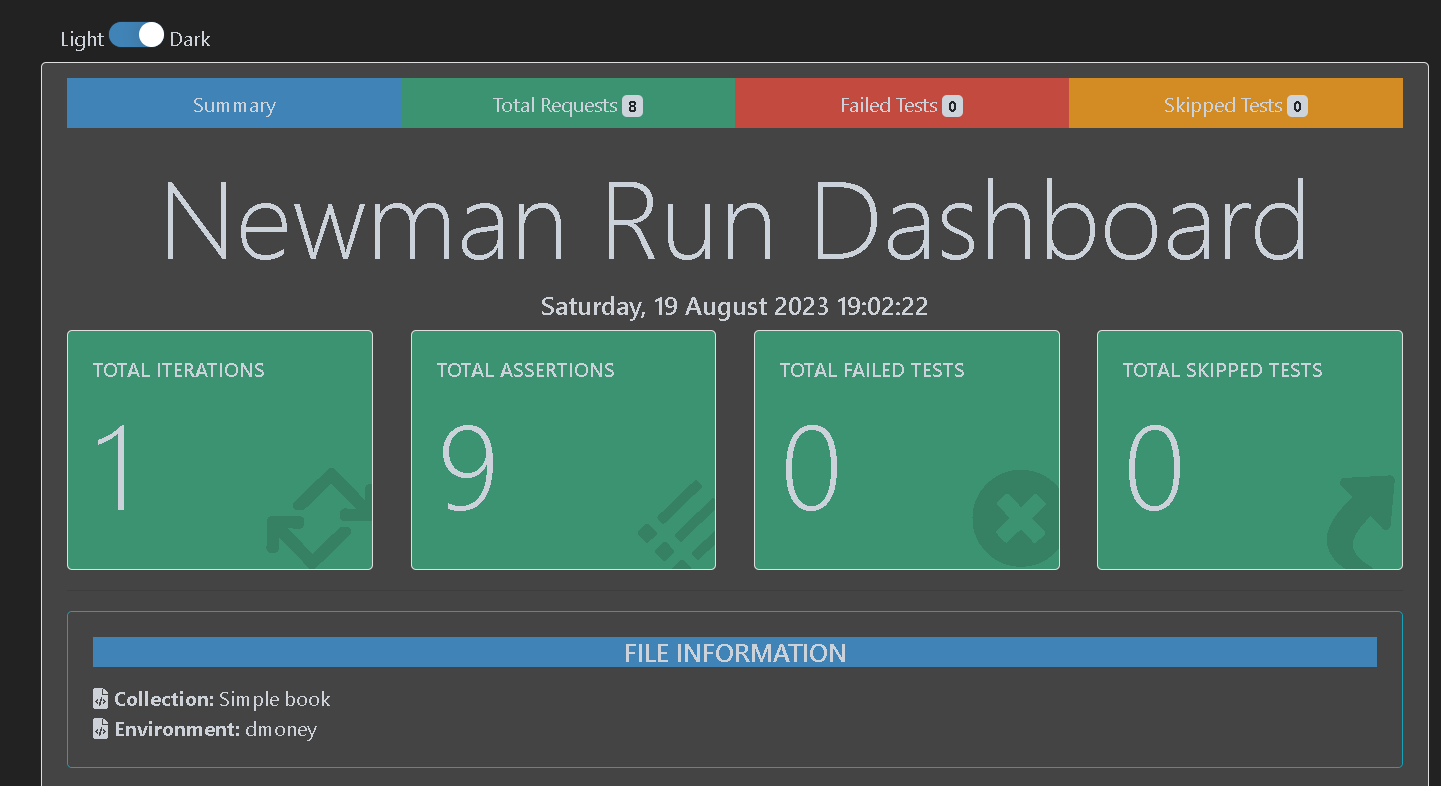 Light Dark
Summary Total Requests 8 Failed Tests 0 Skipped Tests 0
Newman Run Dashboard
Saturday, 19 August 2023 19:02:22
TOTAL ITERATIONS TOTAL ASSERTIONS TOTAL FAILED TESTS TOTAL SKIPPED TESTS
1 9 0 0
FILE INFORMATION
Collection: Simple book
Environment: dmoney